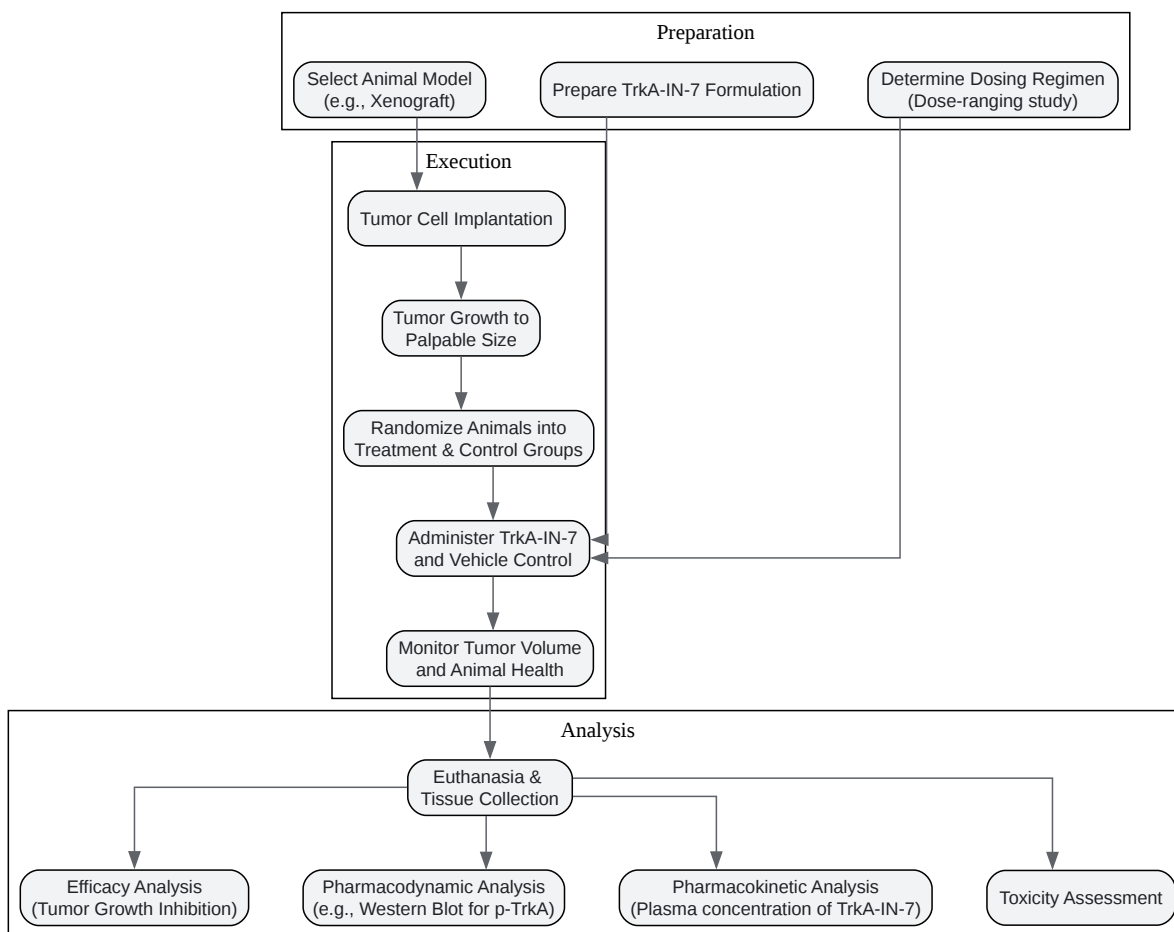 Preparation
Select Animal Model
(e.g., Xenograft)
Prepare TrkA-IN-7 Formulation
Determine Dosing Regimen
(Dose-ranging study)
Execution
Tumor Cell Implantation
Tumor Growth to
Palpable Size
Randomize Animals into
Treatment & Control Groups
Administer TrkA-IN-7
and Vehicle Control
Monitor Tumor Volume
and Animal Health
Analysis
Euthanasia &
Tissue Collection
Efficacy Analysis
(Tumor Growth Inhibition)
Pharmacodynamic Analysis
(e.g., Western Blot for p-TrkA)
Pharmacokinetic Analysis
(Plasma concentration of TrkA-IN-7)
Toxicity Assessment